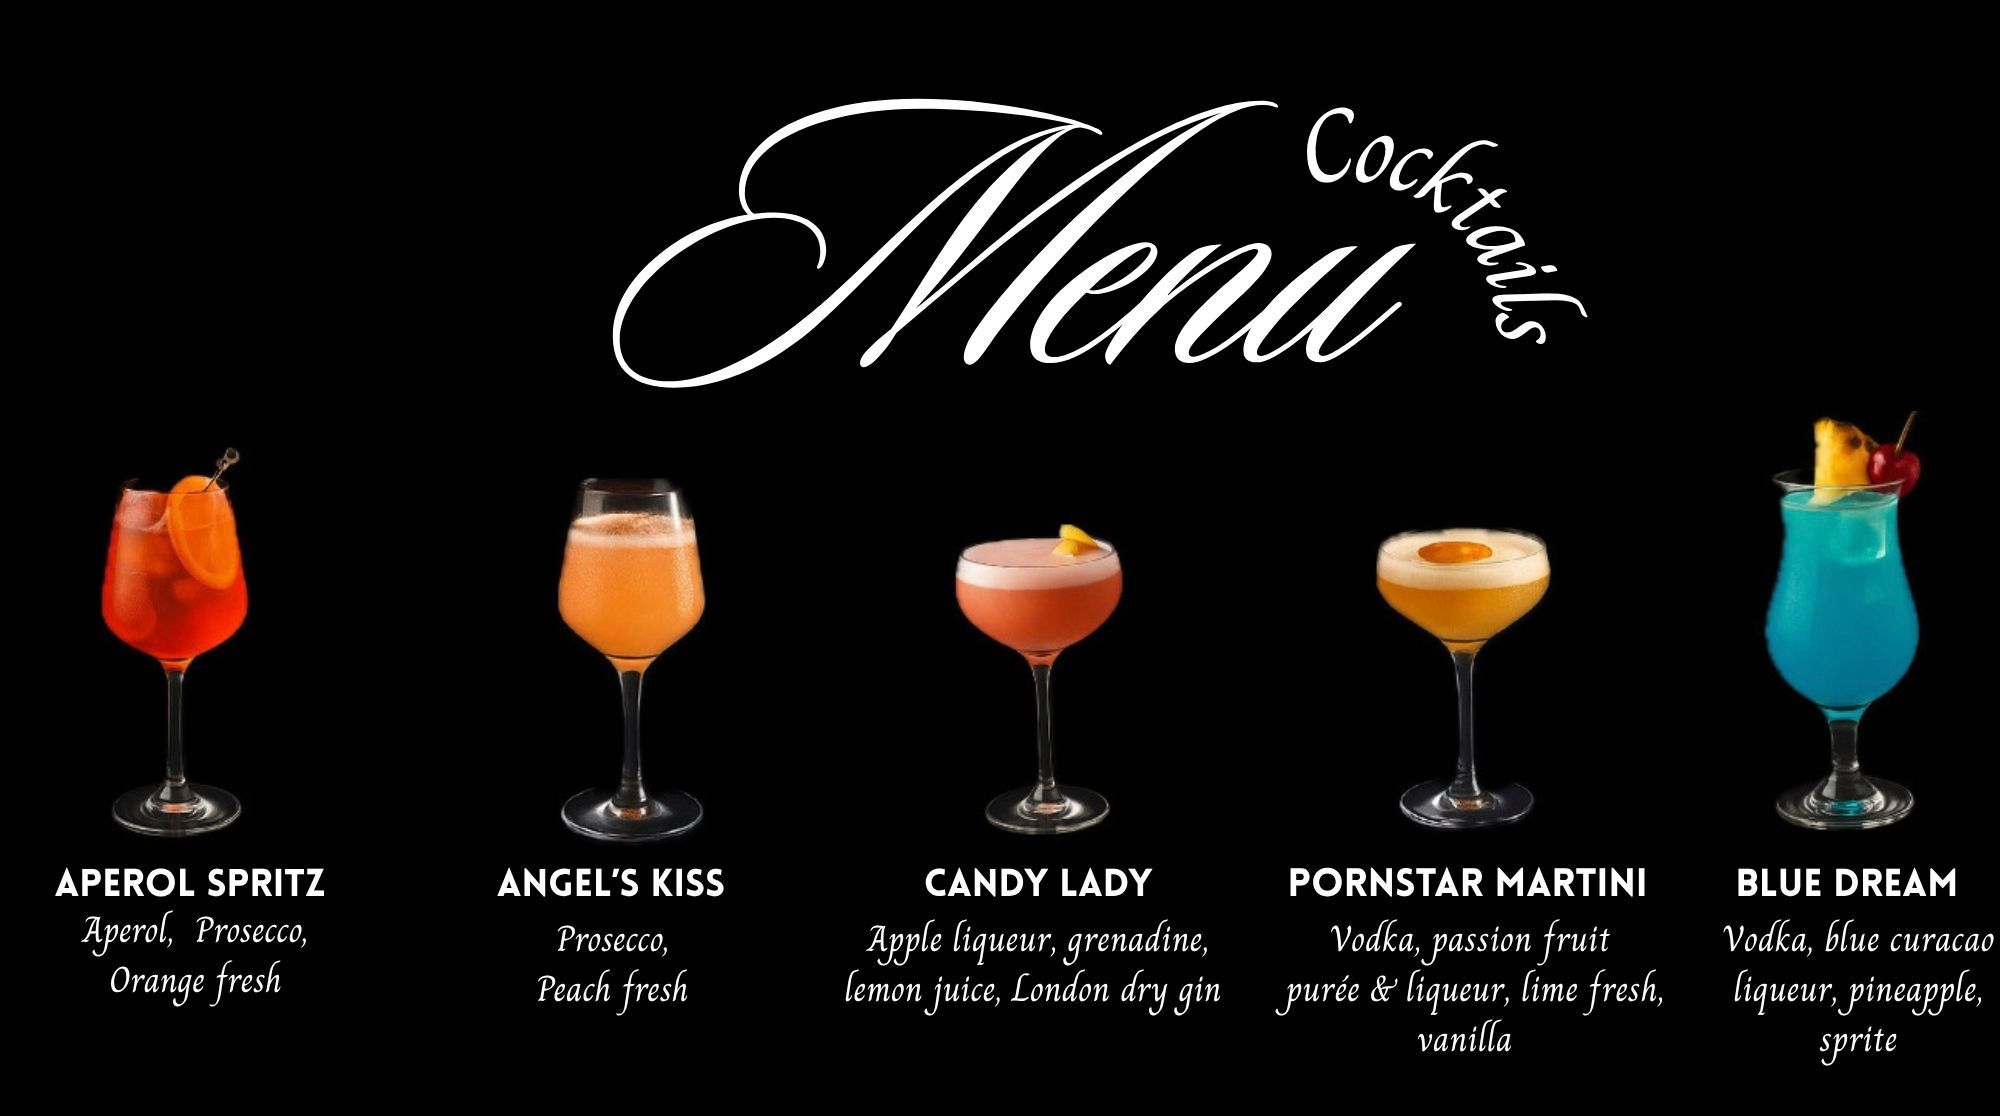 Menu
Cocktails
APEROL SPRITZ
Aperol, Prosecco,
Orange fresh
ANGEL'S KISS
Prosecco,
Peach fresh
CANDY LADY
Apple liqueur, grenadine,
lemon juice, London dry gin
PORNSTAR MARTINI
Vodka, passion fruit
purée & liqueur, lime fresh,
vanilla
BLUE DREAM
Vodka, blue curacao
liqueur, pineapple,
sprite